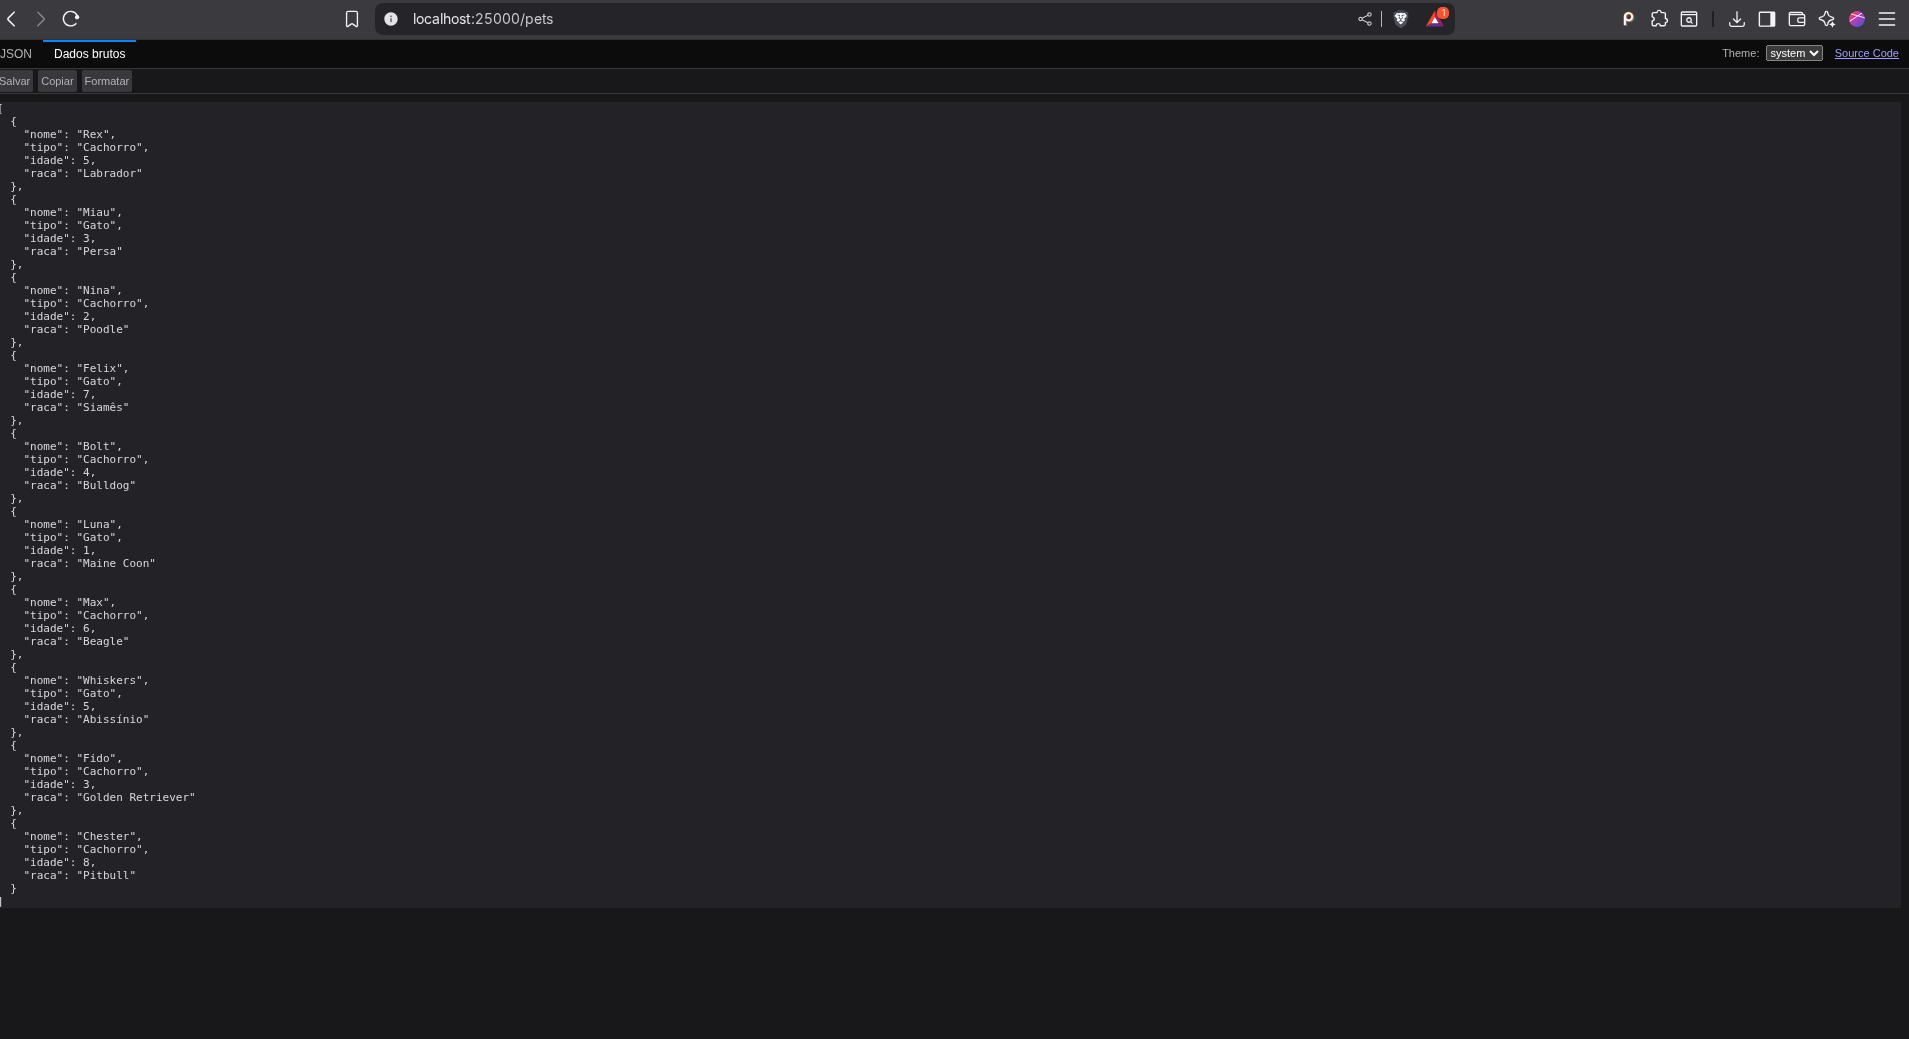 localhost:25000/pets
1
JSON
Dados brutos
Theme: system Source Code
Salvar Copiar Formatar
[
  {
    "nome": "Rex",
    "tipo": "Cachorro",
    "idade": 5,
    "raca": "Labrador"
  },
  {
    "nome": "Miau",
    "tipo": "Gato",
    "idade": 3,
    "raca": "Persa"
  },
  {
    "nome": "Nina",
    "tipo": "Cachorro",
    "idade": 2,
    "raca": "Poodle"
  },
  {
    "nome": "Felix",
    "tipo": "Gato",
    "idade": 7,
    "raca": "Siamês"
  },
  {
    "nome": "Bolt",
    "tipo": "Cachorro",
    "idade": 4,
    "raca": "Bulldog"
  },
  {
    "nome": "Luna",
    "tipo": "Gato",
    "idade": 1,
    "raca": "Maine Coon"
  },
  {
    "nome": "Max",
    "tipo": "Cachorro",
    "idade": 6,
    "raca": "Beagle"
  },
  {
    "nome": "Whiskers",
    "tipo": "Gato",
    "idade": 5,
    "raca": "Abissínio"
  },
  {
    "nome": "Fido",
    "tipo": "Cachorro",
    "idade": 3,
    "raca": "Golden Retriever"
  },
  {
    "nome": "Chester",
    "tipo": "Cachorro",
    "idade": 8,
    "raca": "Pitbull"
  }
]